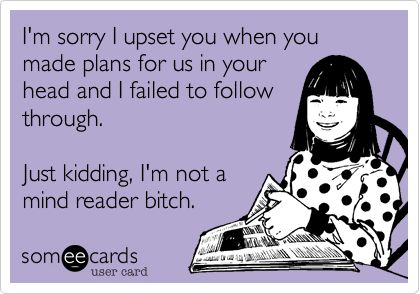 I'm sorry I upset you when you
made plans for us in your
head and I failed to follow
through.
Just kidding, I'm not a
mind reader bitch.
someecards
user card